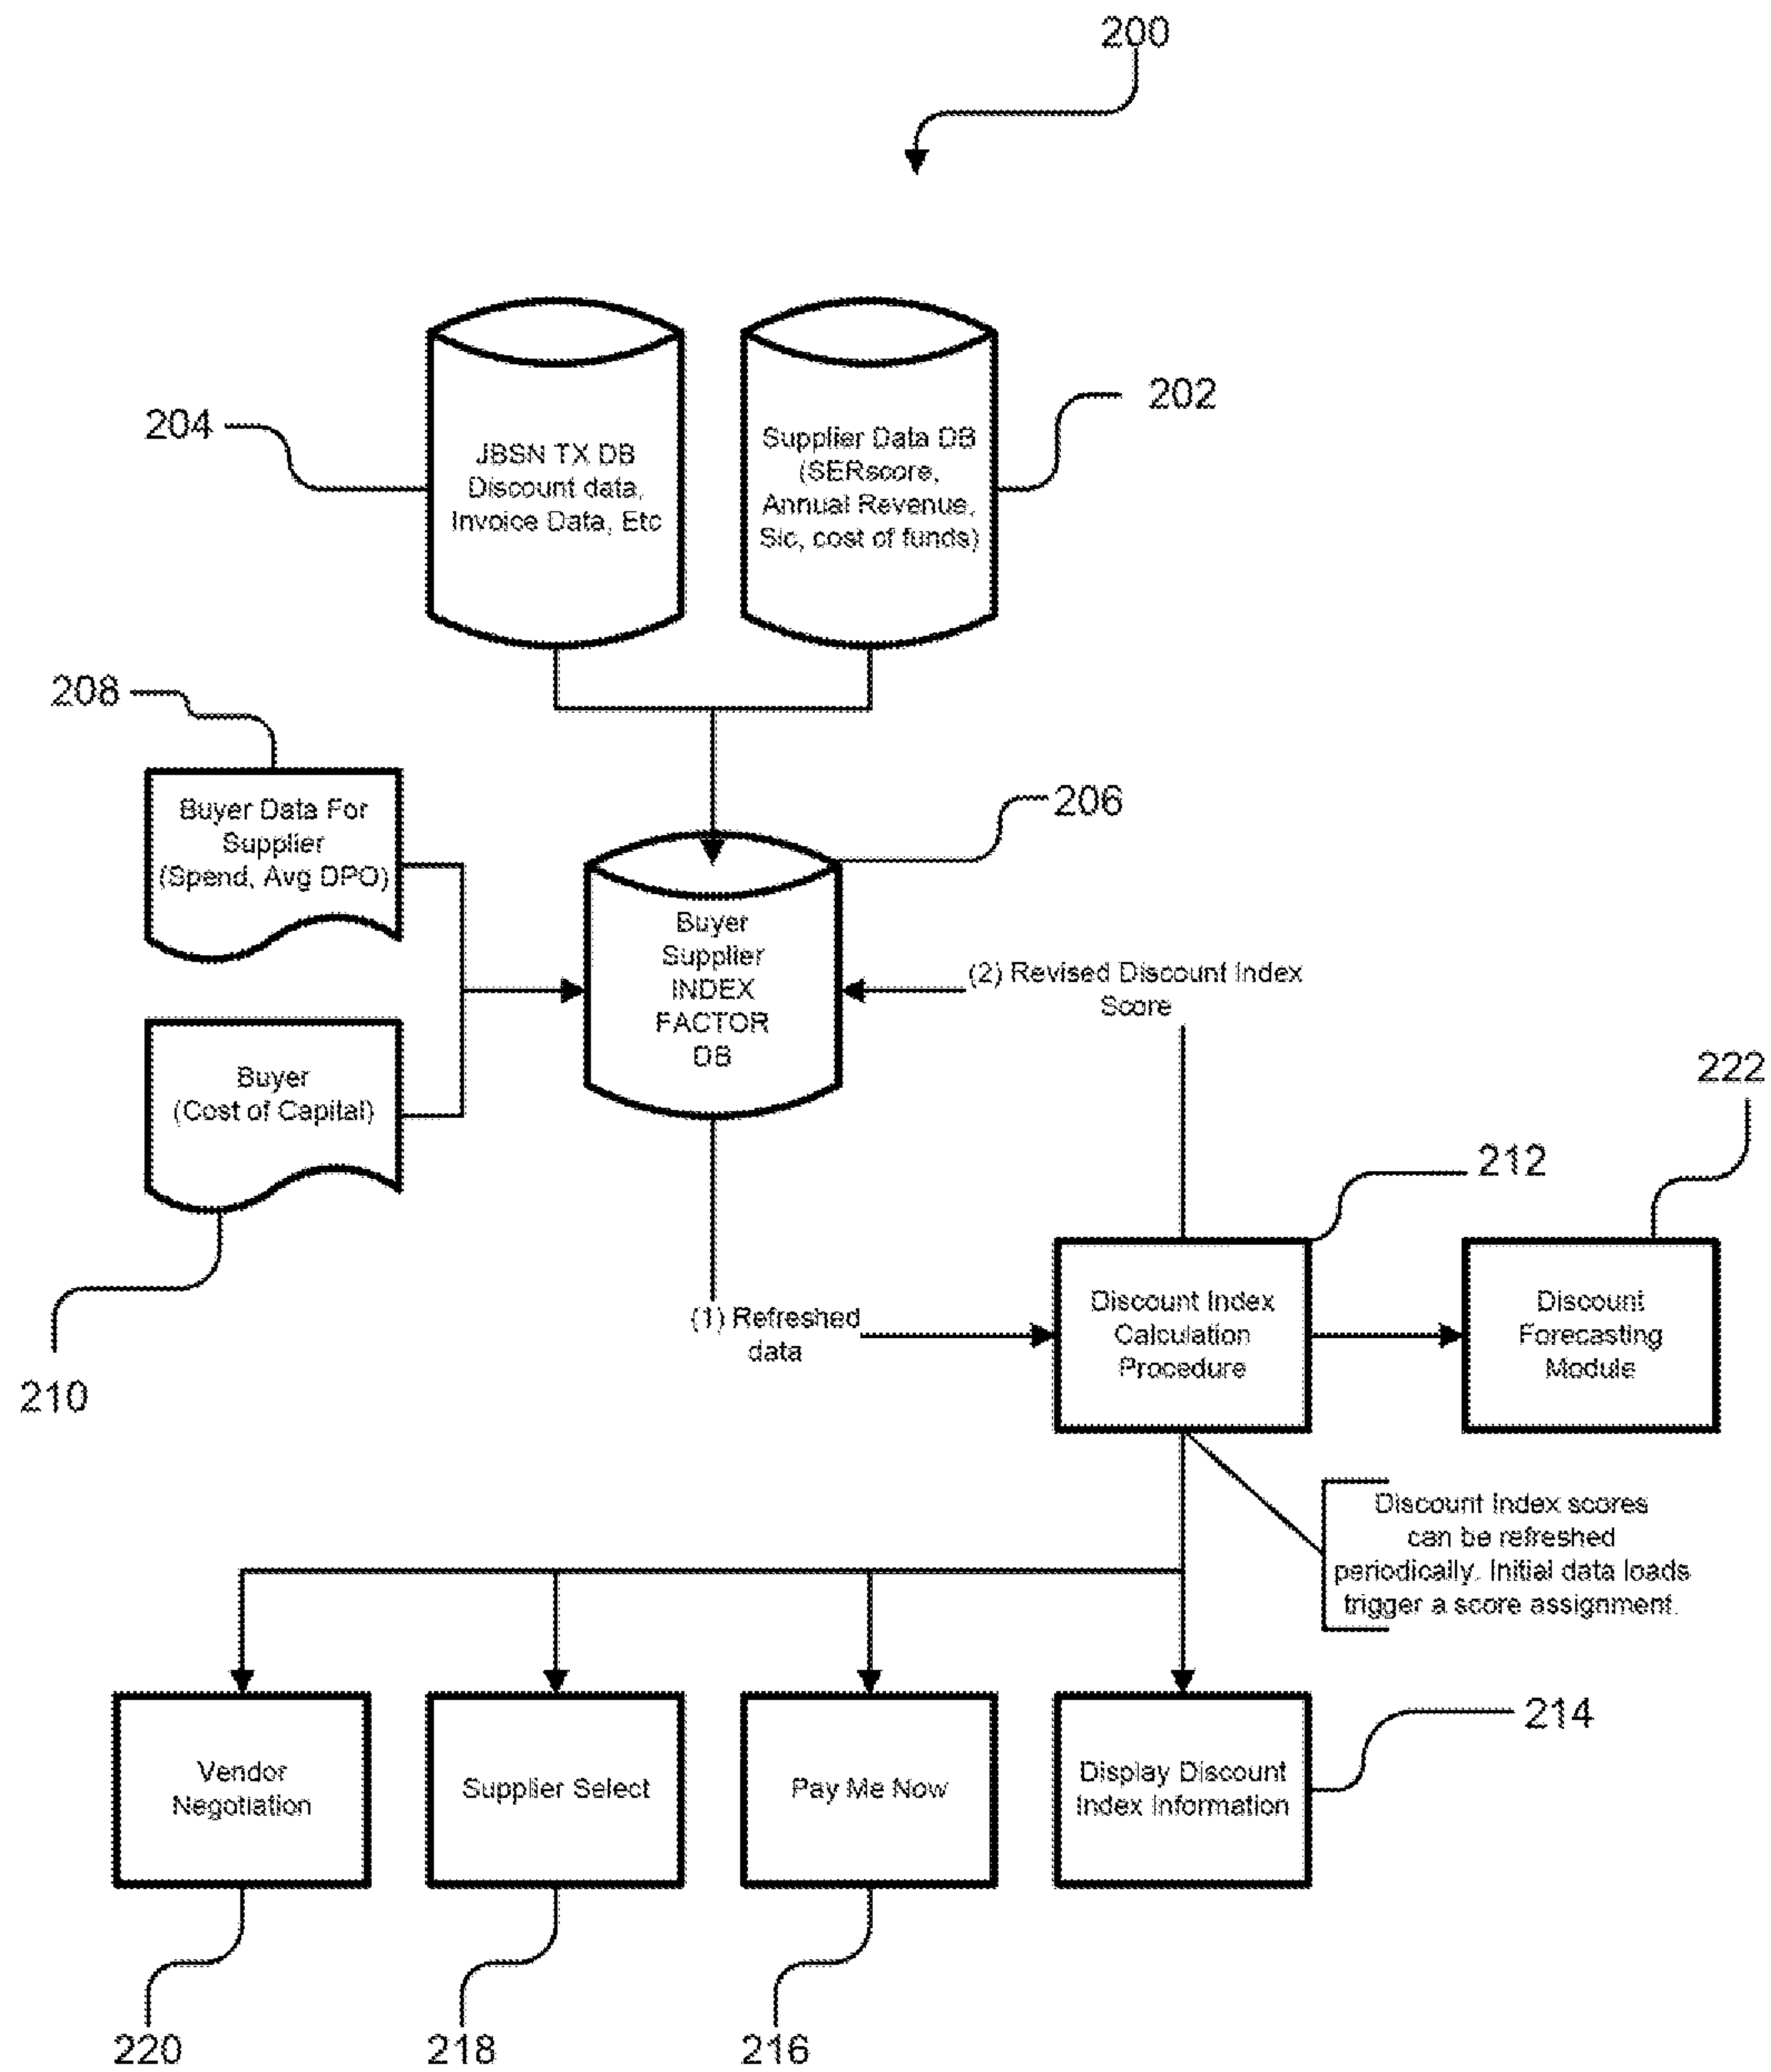 200
204
JBSN TX DB
Discount data,
Invoice Data, Etc
202
Supplier Data DB
(SERscore,
Annual Revenue,
Sic, cost of funds)
208
Buyer Data For
Supplier
(Spend, Avg DPO)
206
Buyer
Supplier
INDEX
FACTOR
DB
(2) Revised Discount Index
Score
Buyer
(Cost of Capital)
210
222
212
(1) Refreshed
data
Discount Index
Calculation
Procedure
Discount
Forecasting
Module
Discount Index scores
can be refreshed
periodically. Initial data loads
trigger a score assignment.
Vendor
Negotiation
Supplier Select
Pay Me Now
Display Discount
Index Information
214
220
218
216